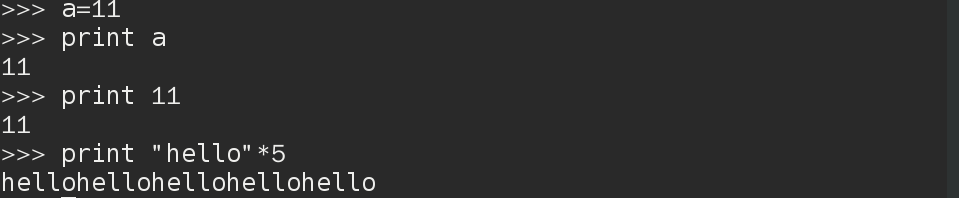 >>> a=11
>>> print a
11
>>> print 11
11
>>> print "hello"*5
hellohellohellohellohello